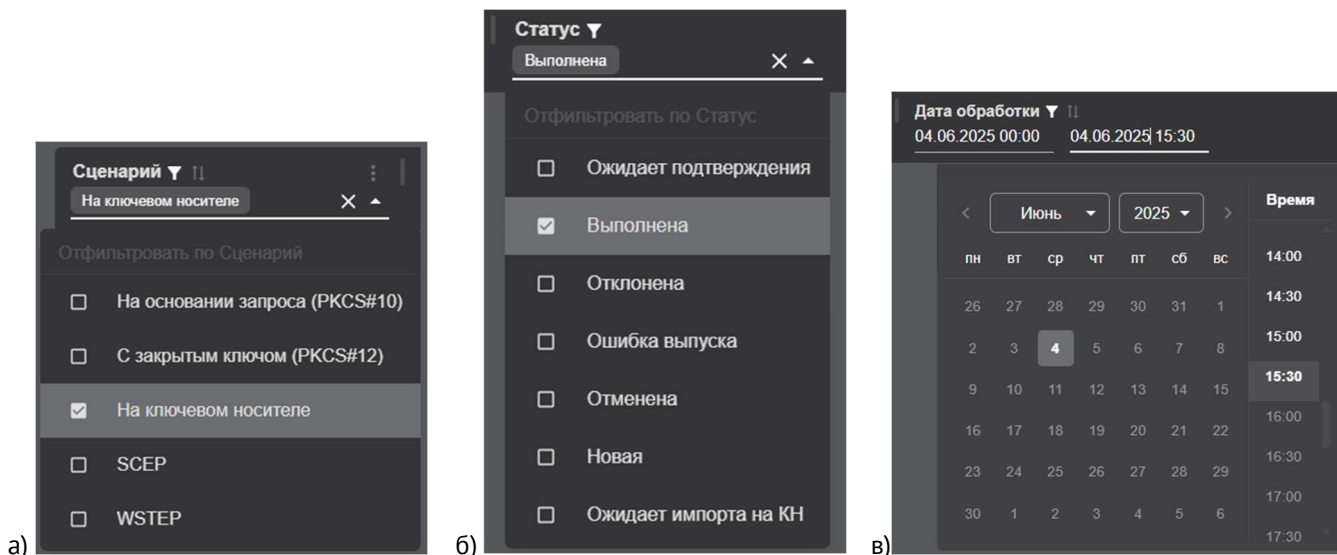 Сценарий
На ключевом носителе
Отфильтровать по Сценарий
На основании запроса (PKCS#10)
С закрытым ключом (PKCS#12)
На ключевом носителе
SCEP
WSTEP
а)
Статус
Выполнена
Отфильтровать по Статус
Ожидает подтверждения
Выполнена
Отклонена
Ошибка выпуска
Отменена
Новая
Ожидает импорта на КН
б)
Дата обработки
04.06.2025 00:00 04.06.2025 15:30
Июнь 2025 Время
пн вт ср чт пт сб вс 14:00
26 27 28 29 30 31 1 14:30
2 3 4 5 6 7 8 15:00
9 10 11 12 13 14 15 15:30
16 17 18 19 20 21 22 16:00
23 24 25 26 27 28 29 16:30
30 1 2 3 4 5 6 17:00
17:30
в)